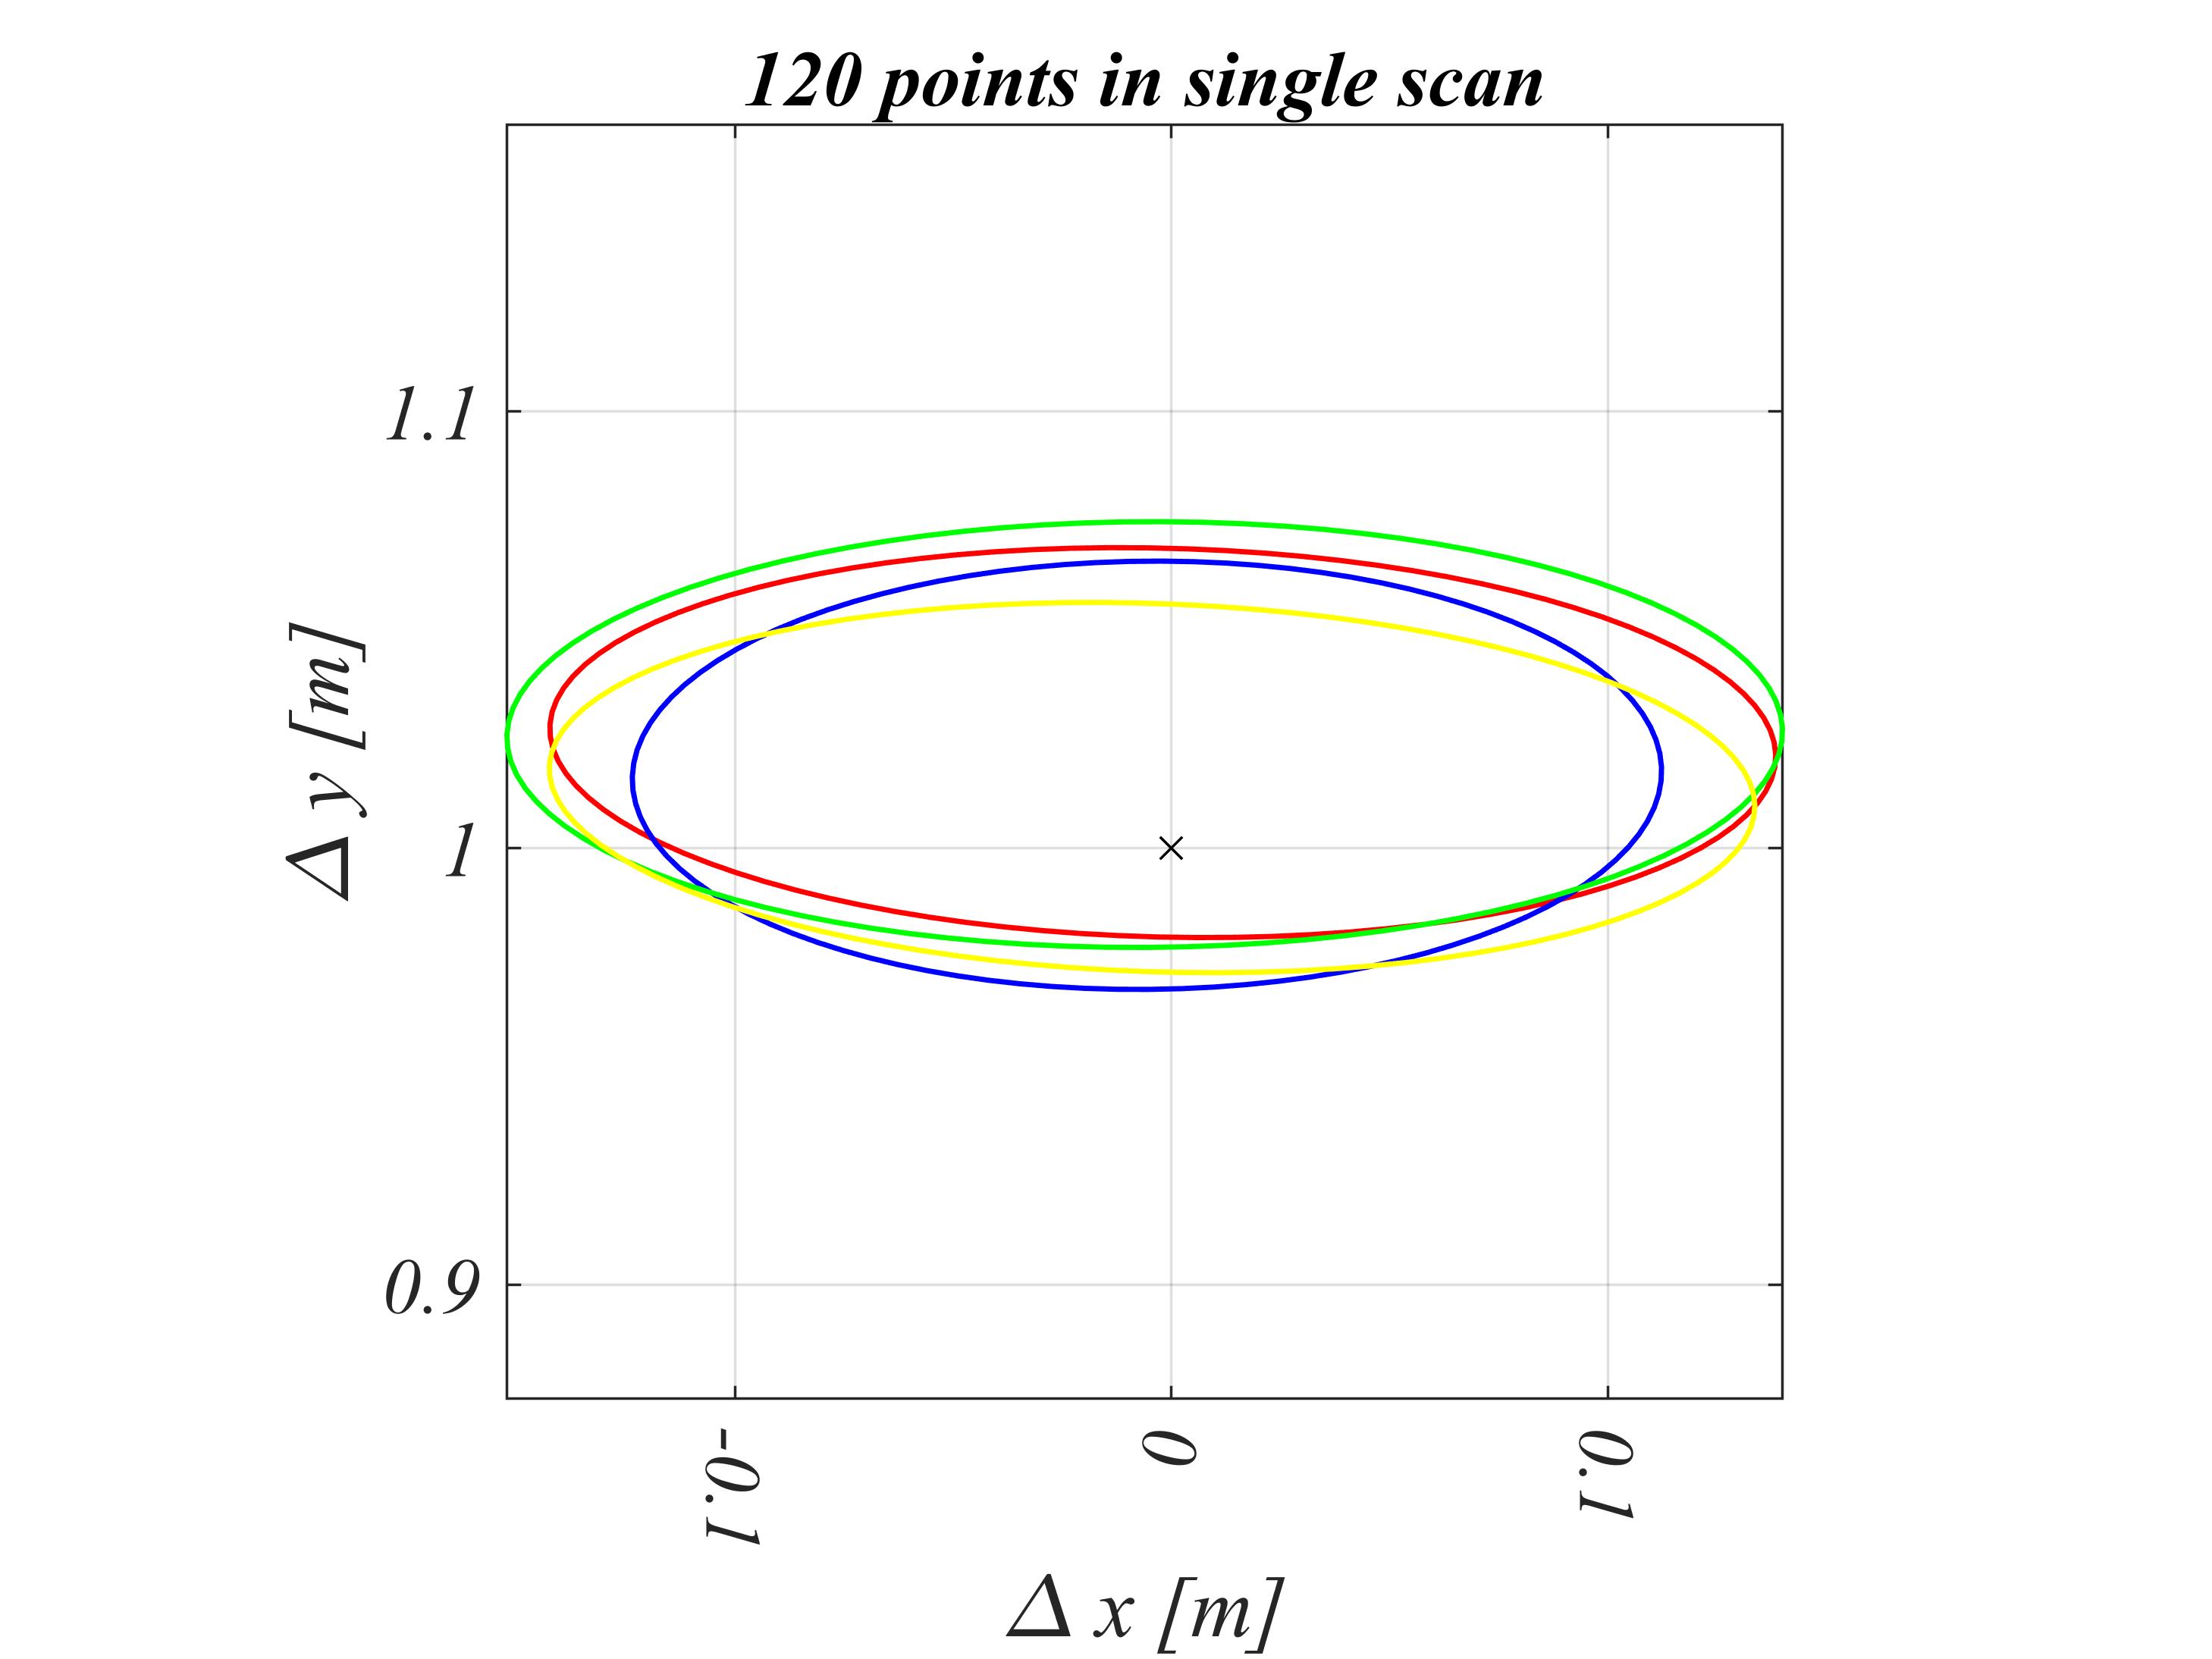 120 points in single scan
Δ y [m]
1.1
1
0.9
-0.1
0
0.1
Δ x [m]